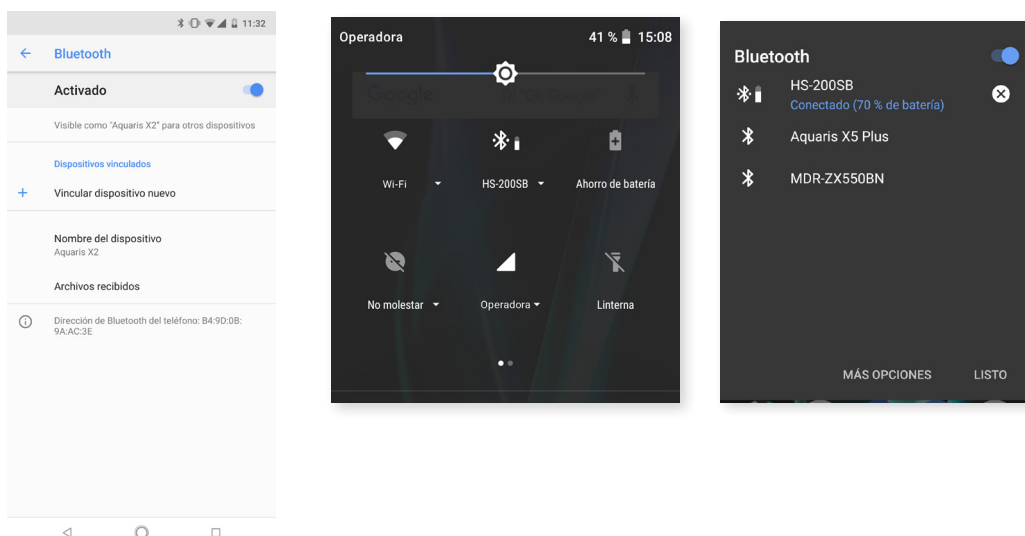 11:32
Bluetooth
Activado
Visible como "Aquaris X2" para otros dispositivos
Dispositivos vinculados
+ Vincular dispositivo nuevo
Nombre del dispositivo
Aquaris X2
Archivos recibidos
Dirección de Bluetooth del teléfono: B4:9D:0B:
9A:AC:3E
Operadora 41 % 15:08
Google
Wi-Fi HS-200SB Ahorro de batería
No molestar Operadora Linterna
Bluetooth
HS-200SB
Conectado (70 % de batería)
Aquaris X5 Plus
MDR-ZX550BN
MÁS OPCIONES LISTO